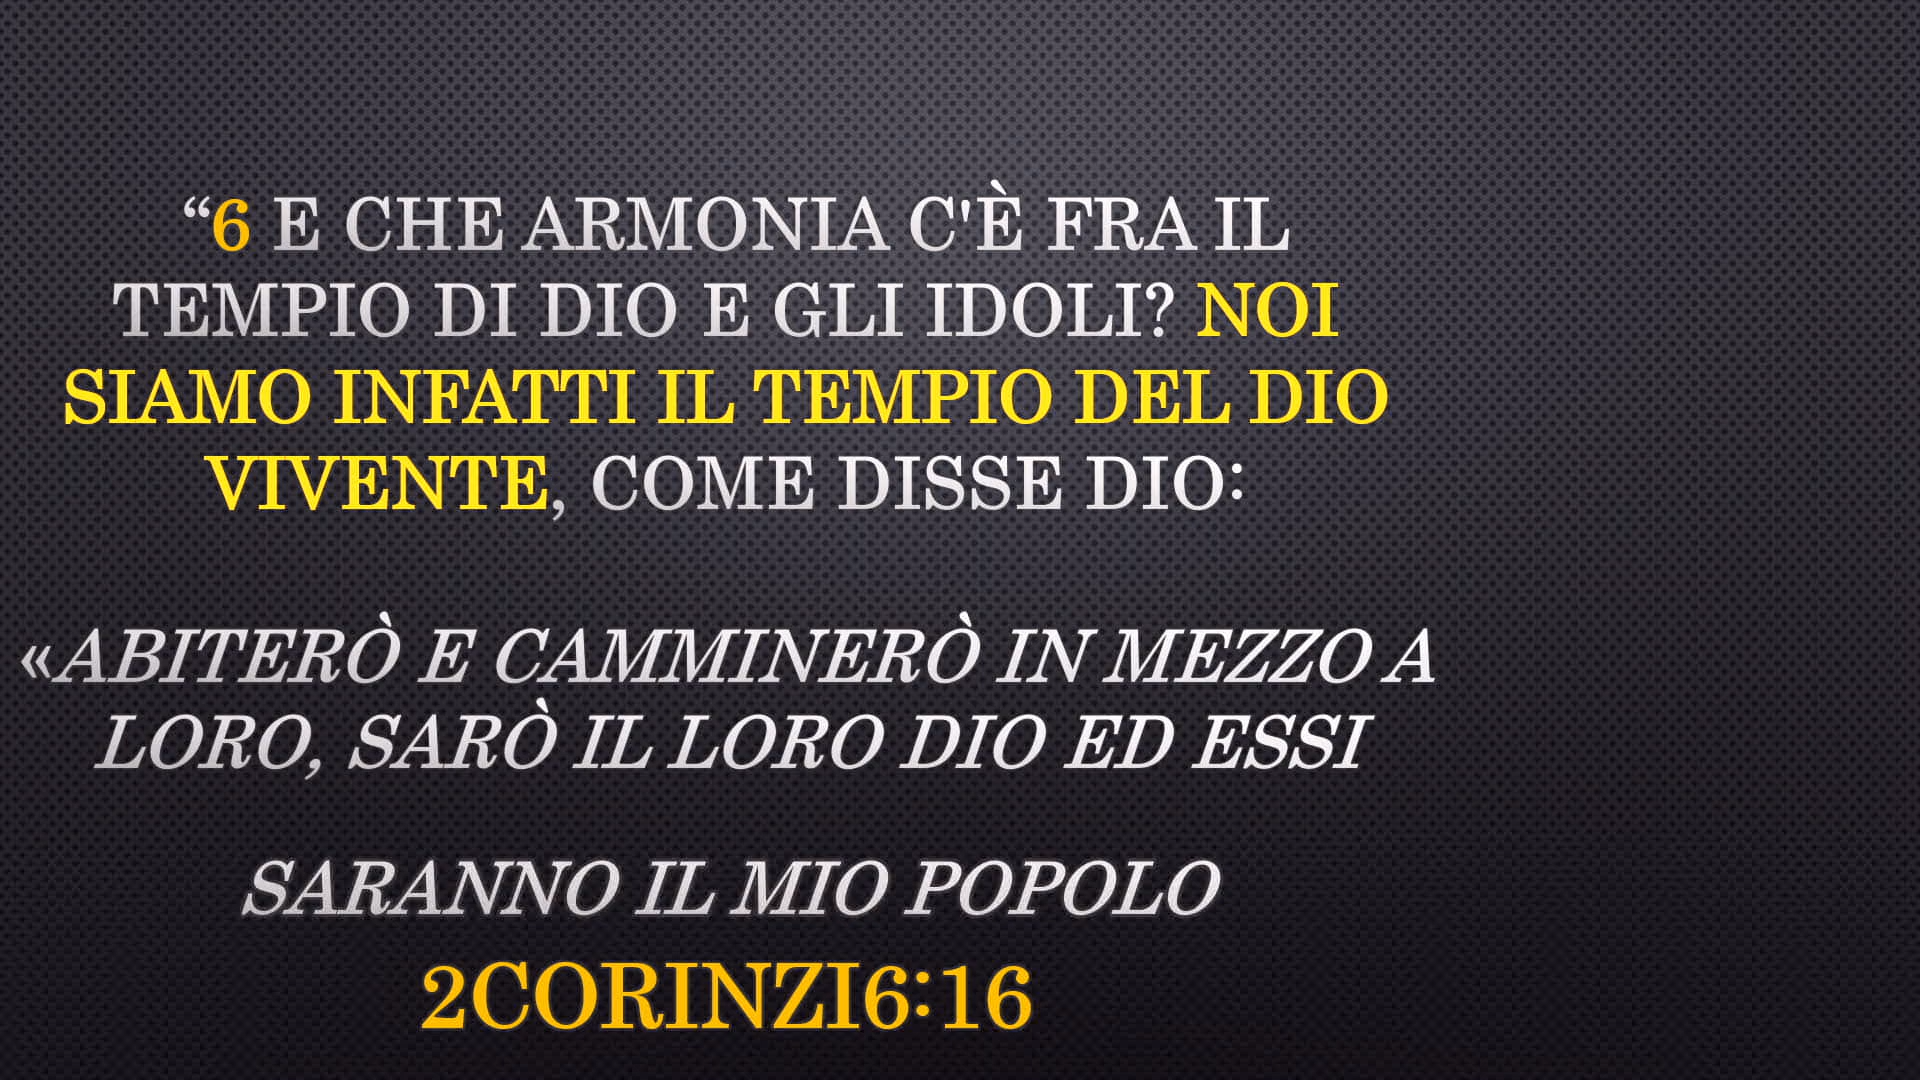 “6 E CHE ARMONIA C'È FRA IL
TEMPIO DI DIO E GLI IDOLI? NOI
SIAMO INFATTI IL TEMPIO DEL DIO
VIVENTE, COME DISSE DIO:
«ABITERÒ E CAMMINERÒ IN MEZZO A
LORO, SARÒ IL LORO DIO ED ESSI
SARANNO IL MIO POPOLO
2CORINZI6:16